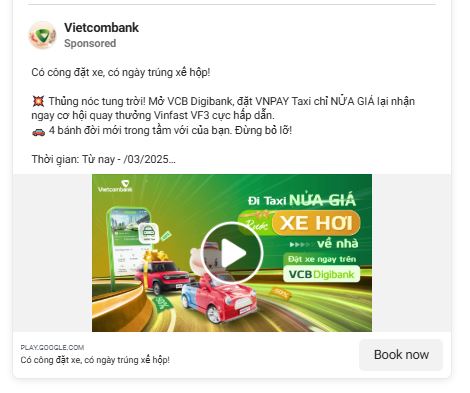 Vietcombank
Sponsored
Có công đặt xe, có ngày trúng xế hộp!
💥 Thủng nóc tung trời! Mở VCB Digibank, đặt VNPAY Taxi chỉ NỬA GIÁ lại nhận
ngay cơ hội quay thưởng Vinfast VF3 cực hấp dẫn.
🚗 4 bánh đời mới trong tầm với của bạn. Đừng bỏ lỡ!
Thời gian: Từ nay - /03/2025...
Vietcombank
Đi Taxi NỬA GIÁ
Rước XE HƠI
về nhà
Đặt xe ngay trên
VCB Digibank
50%
PLAY.GOOGLE.COM
Có công đặt xe, có ngày trúng xế hộp!
Book now